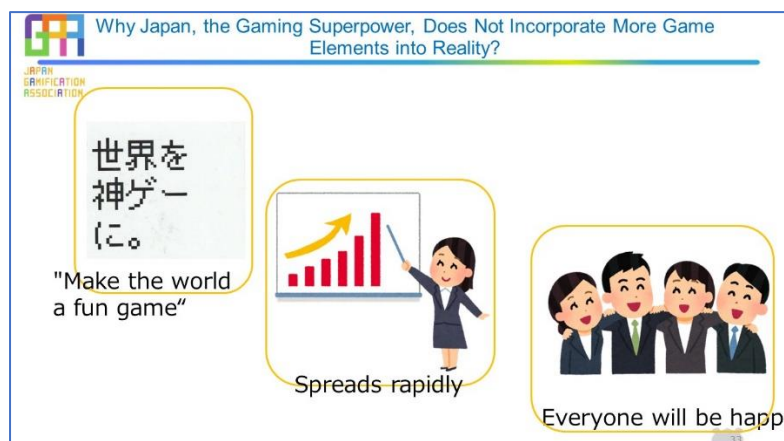 Why Japan, the Gaming Superpower, Does Not Incorporate More Game
Elements into Reality?
JAPAN
GAMIFICATION
ASSOCIATION
世界を
神ゲー
に。
"Make the world
a fun game“
Spreads rapidly
Everyone will be happ
33